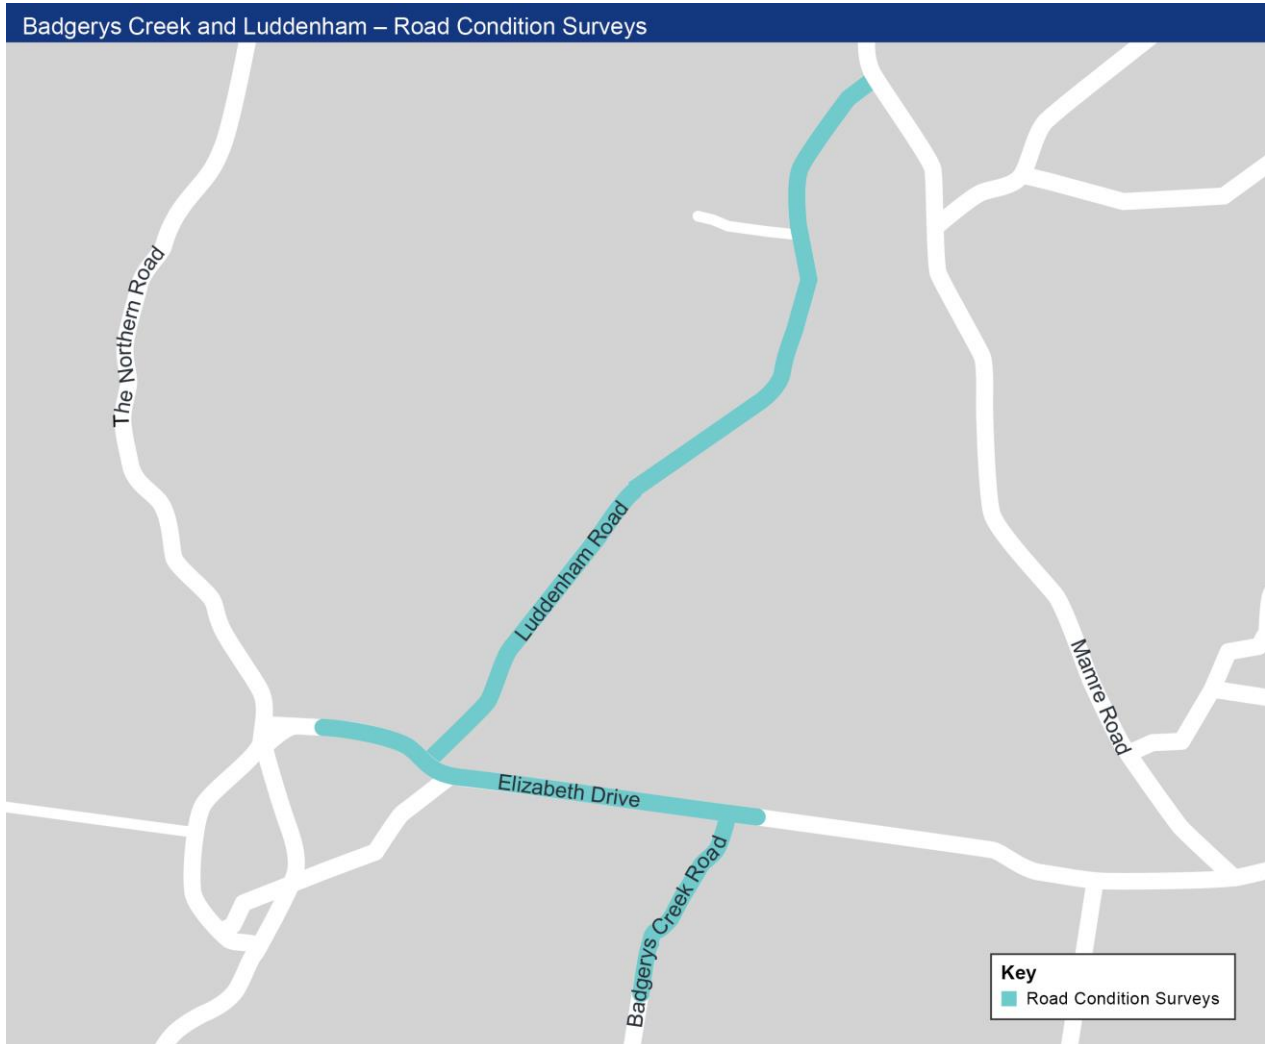 Badgerys Creek and Luddenham – Road Condition Surveys
The Northern Road
Luddenham Road
Mamre Road
Elizabeth Drive
Badgerys Creek Road
Key
Road Condition Surveys